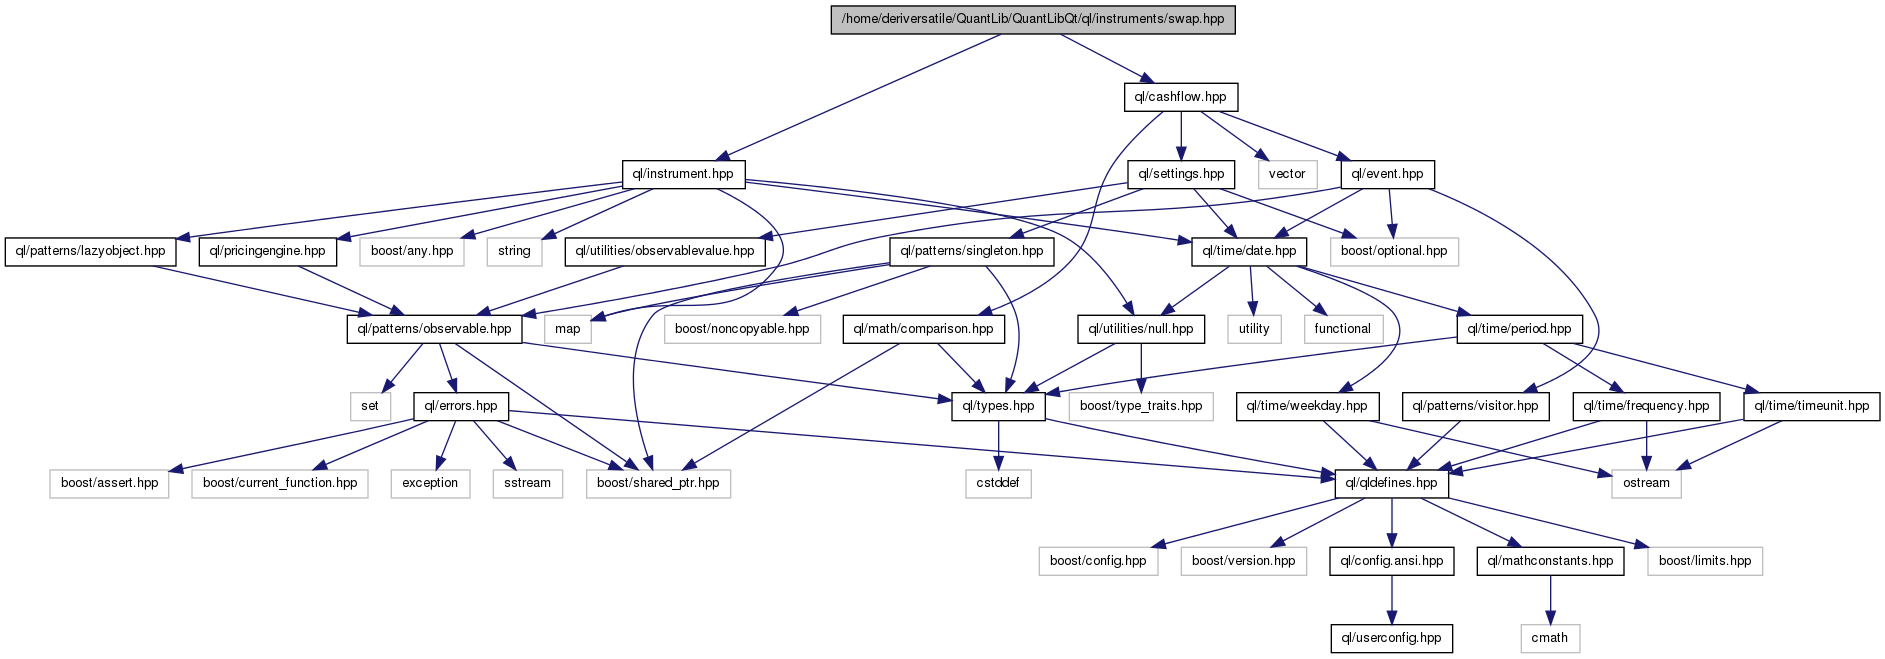 /home/deriversatile/QuantLib/QuantLibQt/ql/instruments/swap.hpp
ql/cashflow.hpp
ql/instrument.hpp
ql/settings.hpp
vector
ql/event.hpp
ql/patterns/lazyobject.hpp
ql/pricingengine.hpp
boost/any.hpp
string
ql/utilities/observablevalue.hpp
ql/patterns/singleton.hpp
ql/time/date.hpp
boost/optional.hpp
ql/patterns/observable.hpp
map
boost/noncopyable.hpp
ql/math/comparison.hpp
ql/utilities/null.hpp
utility
functional
ql/time/period.hpp
set
ql/errors.hpp
ql/types.hpp
boost/type_traits.hpp
ql/time/weekday.hpp
ql/patterns/visitor.hpp
ql/time/frequency.hpp
ql/time/timeunit.hpp
boost/assert.hpp
boost/current_function.hpp
exception
sstream
boost/shared_ptr.hpp
cstddef
ql/qldefines.hpp
ostream
boost/config.hpp
boost/version.hpp
ql/config.ansi.hpp
ql/mathconstants.hpp
boost/limits.hpp
ql/userconfig.hpp
cmath